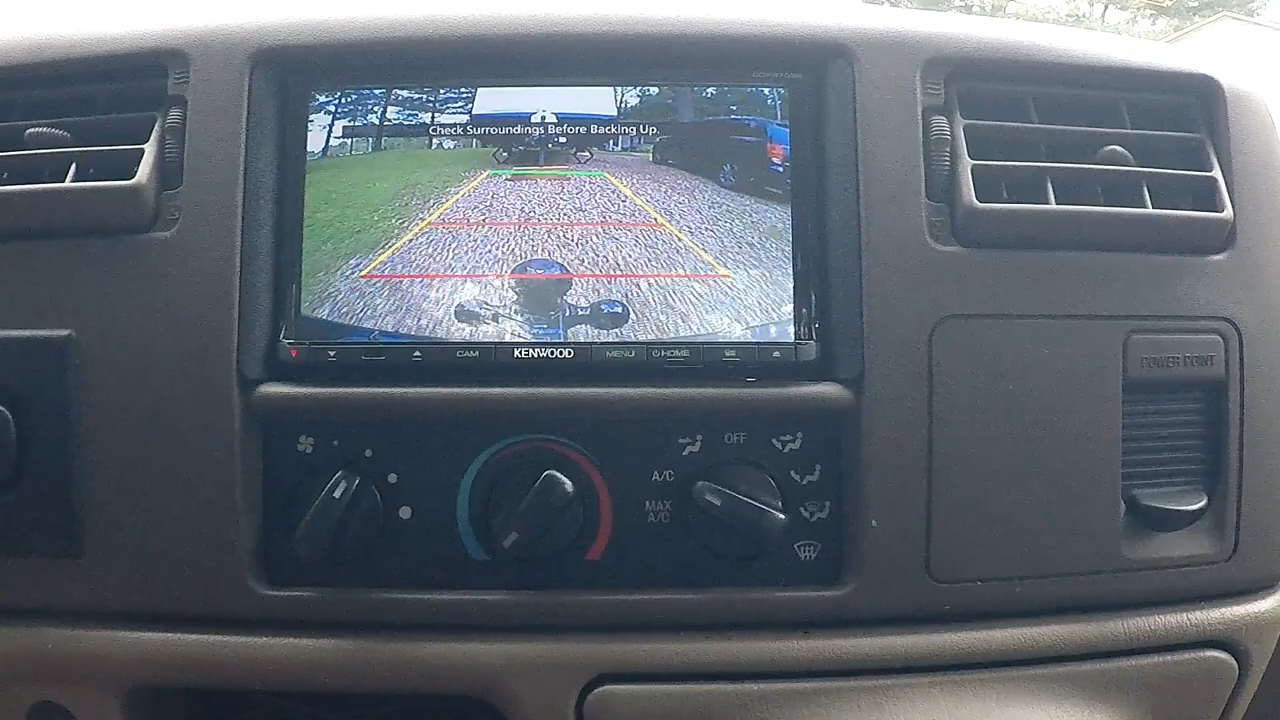 Check Surroundings Before Backing Up.
CAM KENWOOD MENU HOME
POWER POINT
OFF
A/C
MAX
A/C